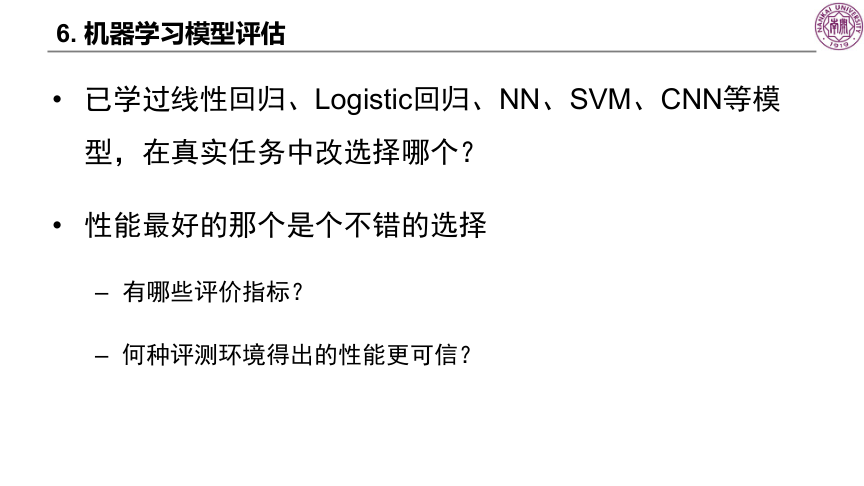 6. 机器学习模型评估
NANKAI UNIVERSITY
1919
• 已学过线性回归、Logistic回归、NN、SVM、CNN等模
型，在真实任务中改选择哪个？
• 性能最好的那个是个不错的选择
– 有哪些评价指标？
– 何种评测环境得出的性能更可信？